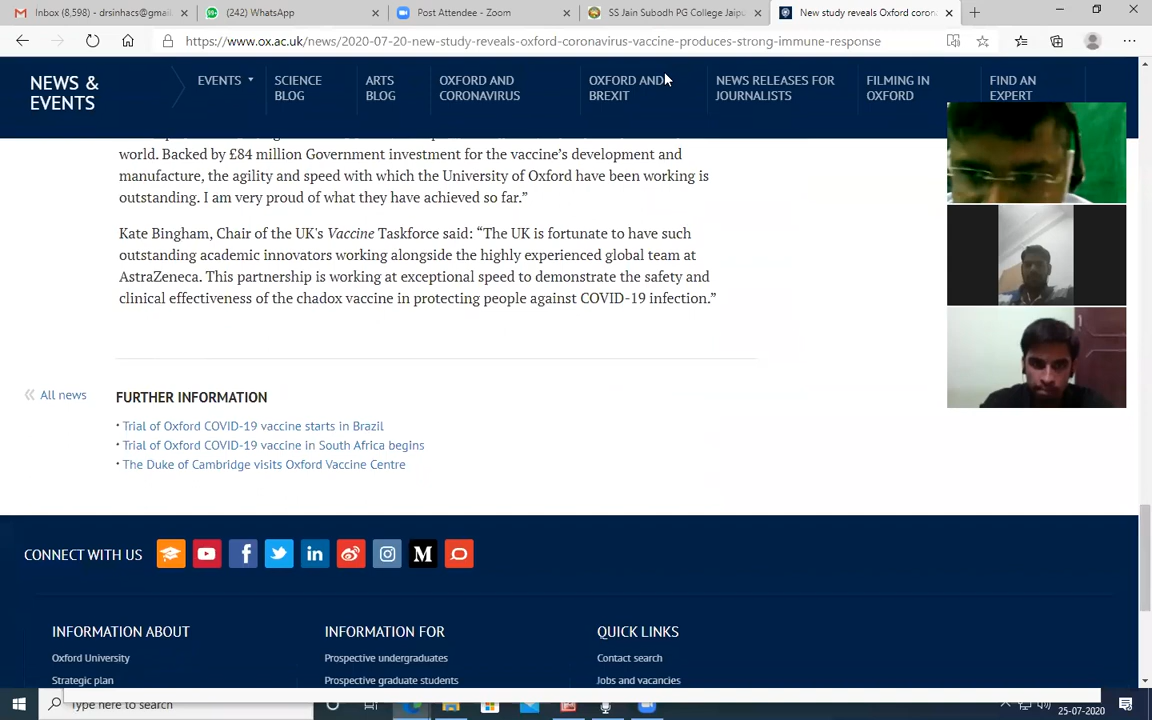 Inbox (8,598) - drsinhacs@gmail
(242) WhatsApp
Post Attendee - Zoom
SS Jain Subodh PG College Jaipu
New study reveals Oxford coron
https://www.ox.ac.uk/news/2020-07-20-new-study-reveals-oxford-coronavirus-vaccine-produces-strong-immune-response
NEWS & EVENTS
EVENTS
SCIENCE BLOG
ARTS BLOG
OXFORD AND CORONAVIRUS
OXFORD AND BREXIT
NEWS RELEASES FOR JOURNALISTS
FILMING IN OXFORD
FIND AN EXPERT
world. Backed by £84 million Government investment for the vaccine's development and
manufacture, the agility and speed with which the University of Oxford have been working is
outstanding. I am very proud of what they have achieved so far.”
Kate Bingham, Chair of the UK's Vaccine Taskforce said: “The UK is fortunate to have such
outstanding academic innovators working alongside the highly experienced global team at
AstraZeneca. This partnership is working at exceptional speed to demonstrate the safety and
clinical effectiveness of the chadox vaccine in protecting people against COVID-19 infection.”
All news
FURTHER INFORMATION
Trial of Oxford COVID-19 vaccine starts in Brazil
Trial of Oxford COVID-19 vaccine in South Africa begins
The Duke of Cambridge visits Oxford Vaccine Centre
CONNECT WITH US
INFORMATION ABOUT
INFORMATION FOR
QUICK LINKS
Oxford University
Prospective undergraduates
Contact search
Strategic plan
Prospective graduate students
Jobs and vacancies
Type here to search
25-07-2020